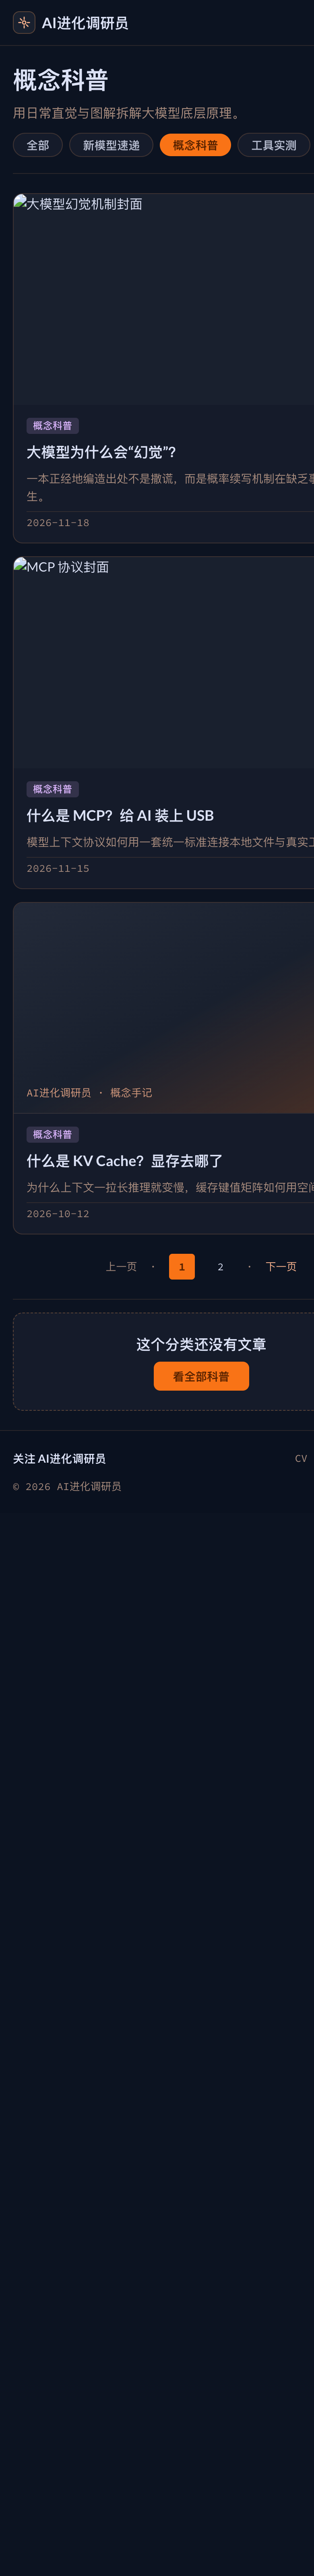 AI进化调研员
概念科普
用日常直觉与图解拆解大模型底层原理。
全部
新模型速递
概念科普
工具实测
大模型幻觉机制封面
概念科普
大模型为什么会“幻觉”？
一本正经地编造出处不是撒谎，而是概率续写机制在缺乏
生。
2026-11-18
MCP 协议封面
概念科普
什么是 MCP？给 AI 装上 USB
模型上下文协议如何用一套统一标准连接本地文件与真实
2026-11-15
AI进化调研员 · 概念手记
概念科普
什么是 KV Cache？显存去哪了
为什么上下文一拉长推理就变慢，缓存键值矩阵如何用空
2026-10-12
上一页 · 1 2 · 下一页
这个分类还没有文章
看全部科普
关注 AI进化调研员
CV
© 2026 AI进化调研员